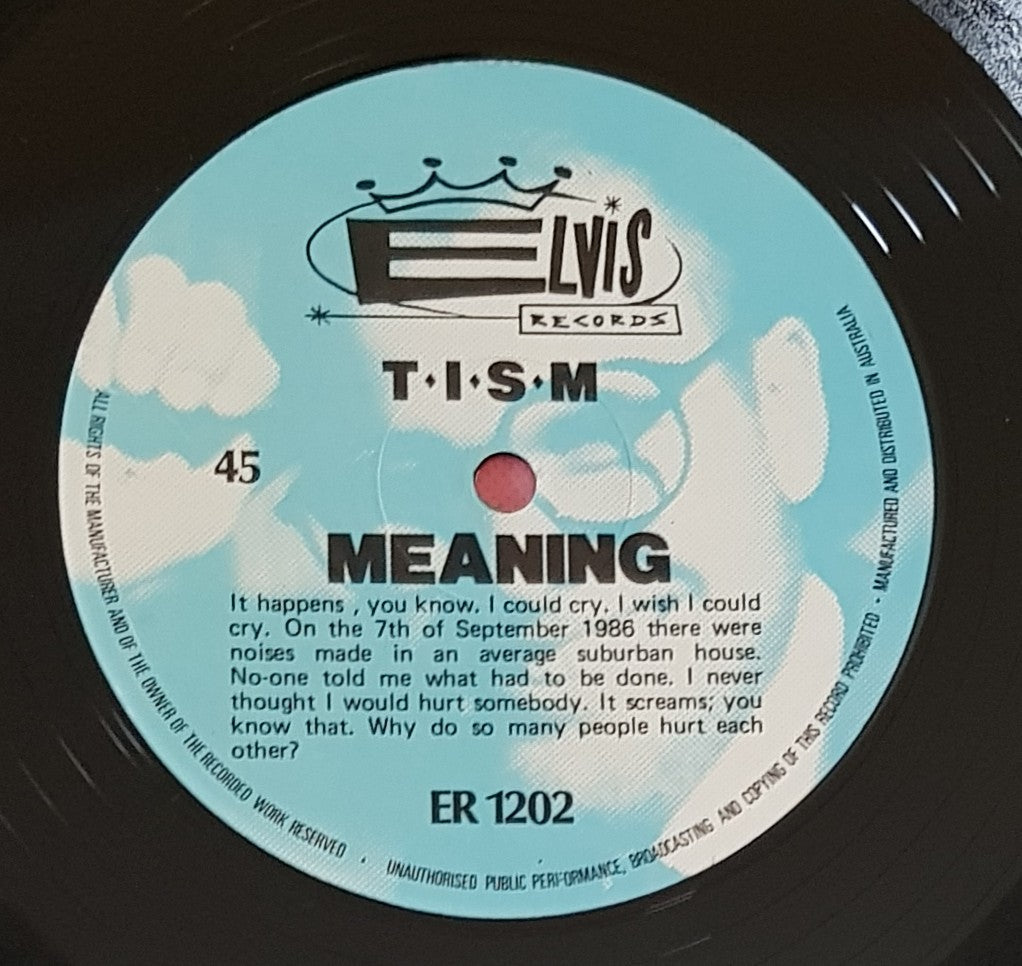 ELVIS
RECORDS
T·I·S·M
45
MEANING
It happens , you know. I could cry. I wish I could
cry. On the 7th of September 1986 there were
noises made in an average suburban house.
No-one told me what had to be done. I never
thought I would hurt somebody. It screams; you
know that. Why do so many people hurt each
other?
ER 1202
ALL RIGHTS OF THE MANUFACTURER AND OF THE OWNER OF THE RECORDED WORK RESERVED · UNAUTHORISED PUBLIC PERFORMANCE, BROADCASTING AND COPYING OF THIS RECORD PROHIBITED · MANUFACTURED AND DISTRIBUTED IN AUSTRALIA